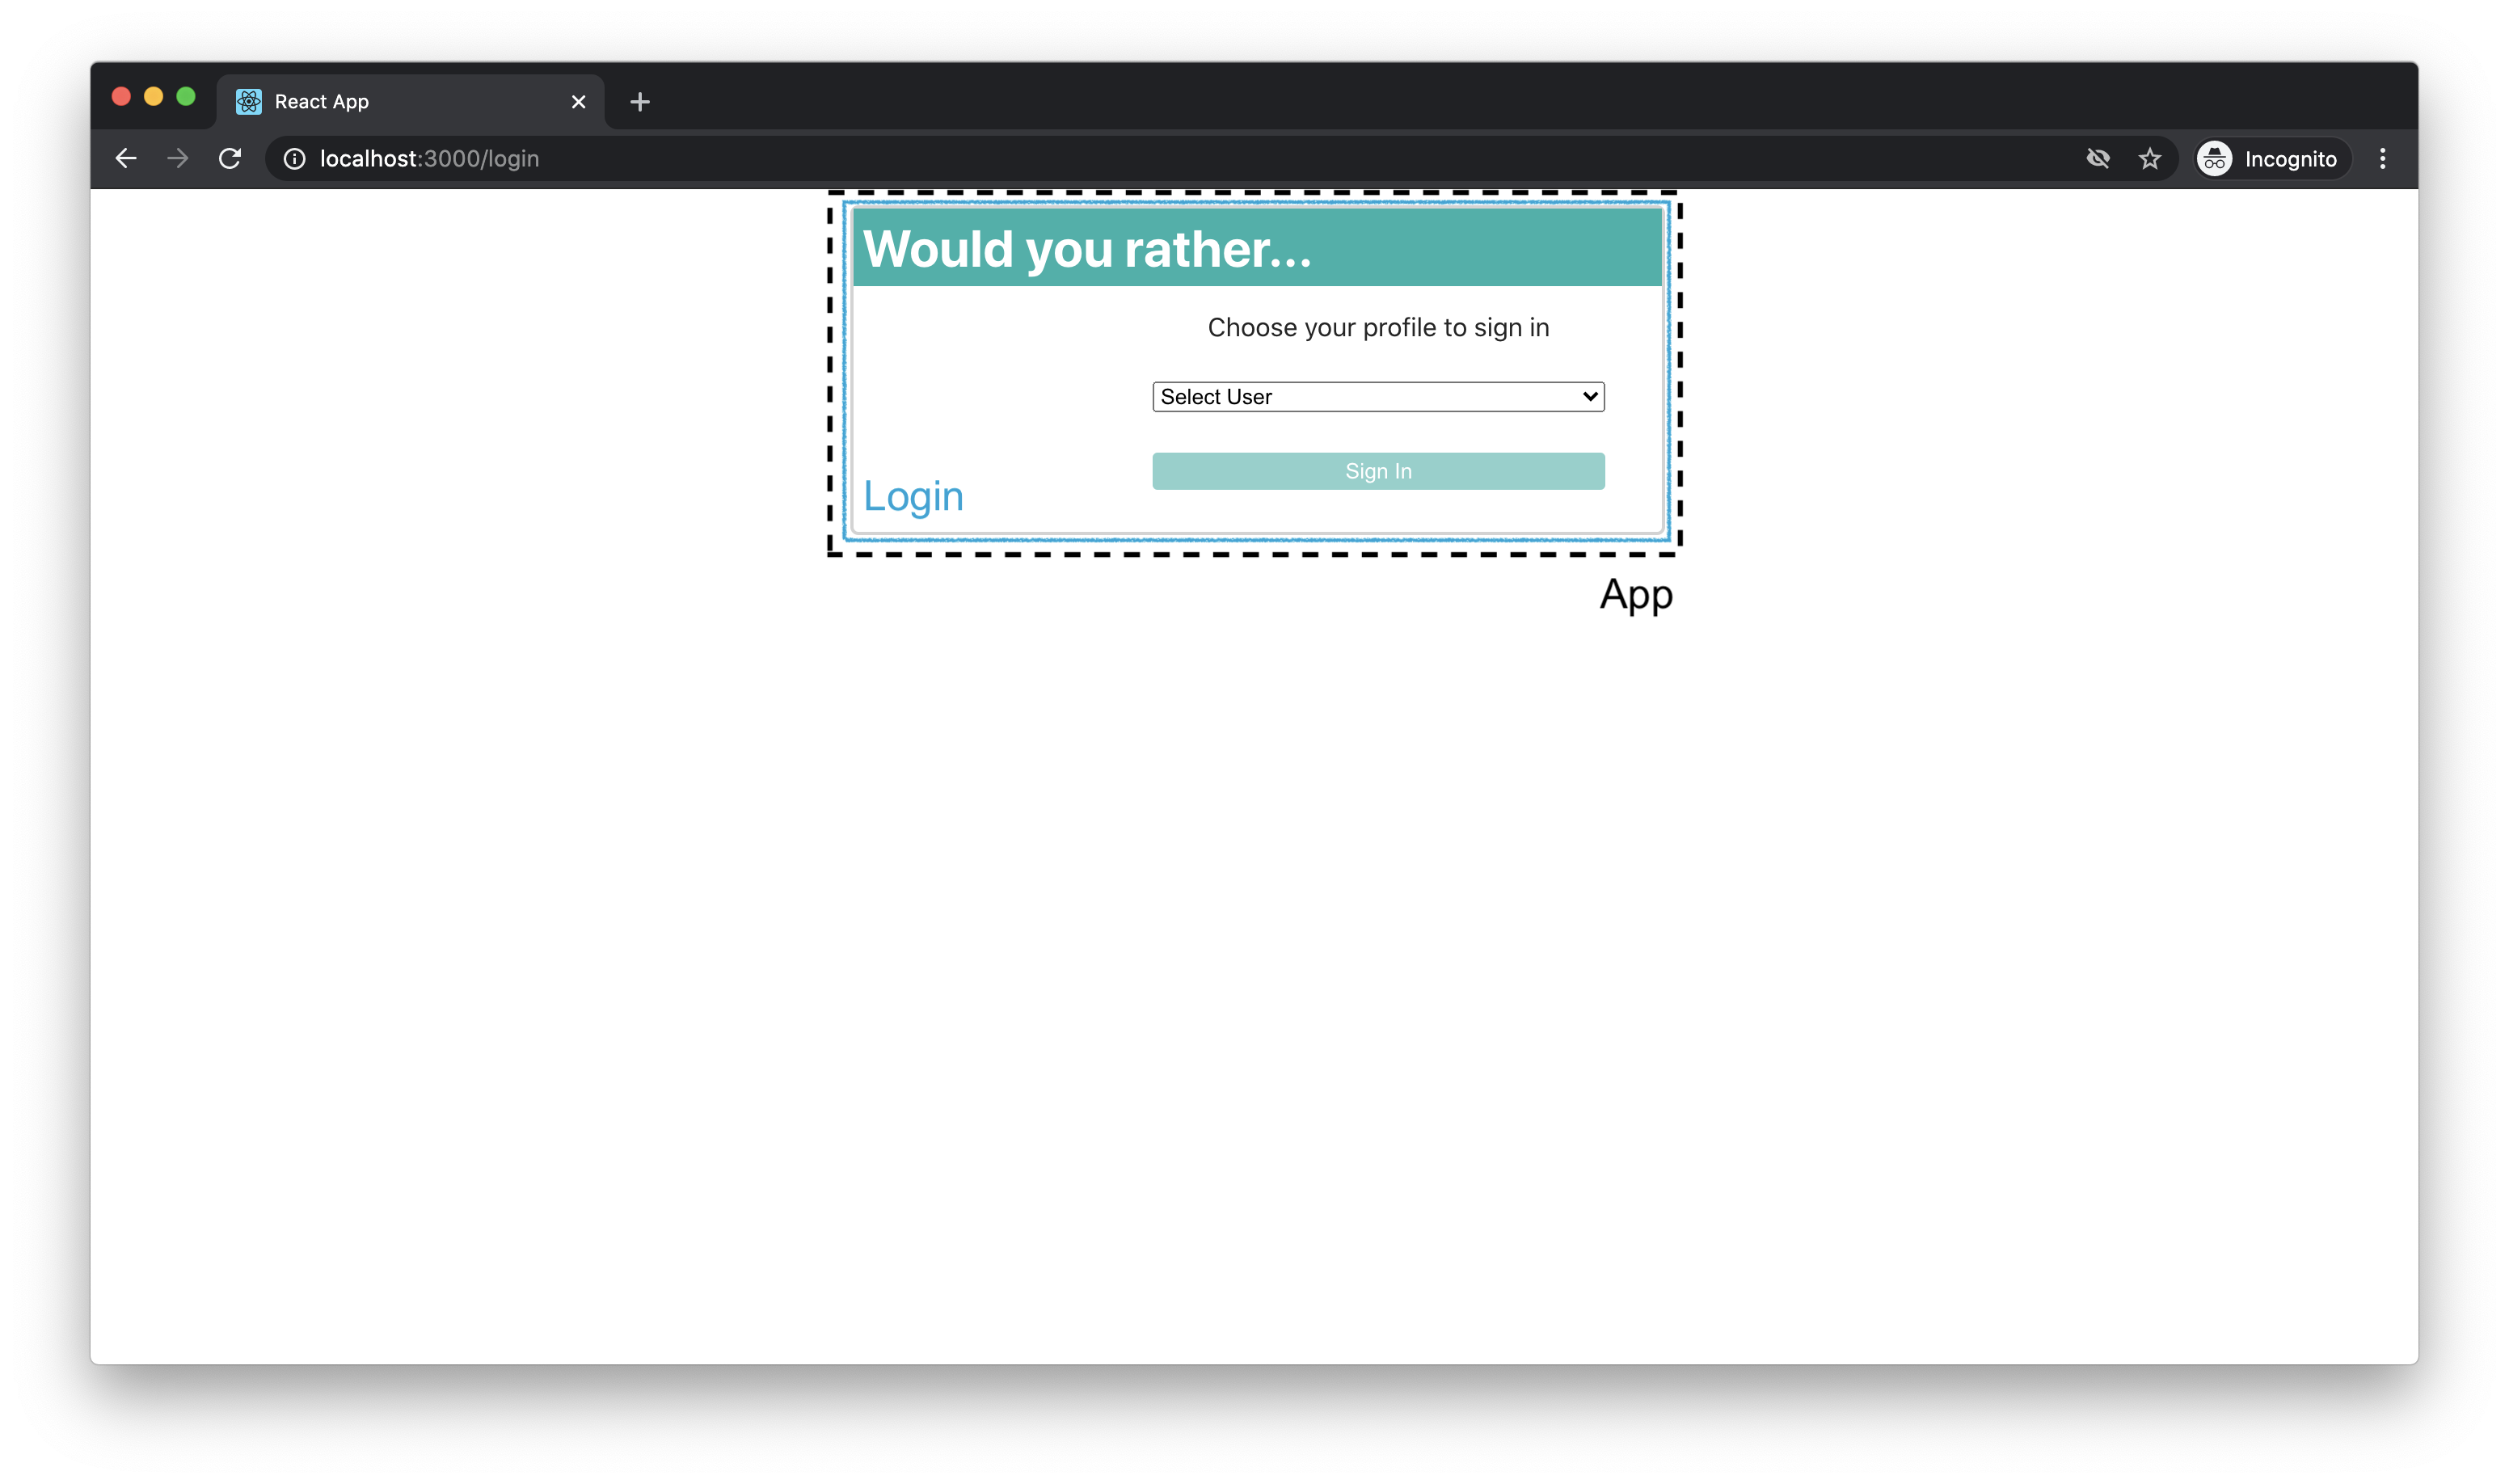 React App
localhost:3000/login
Incognito
Would you rather...
Choose your profile to sign in
Select User
Sign In
Login
App